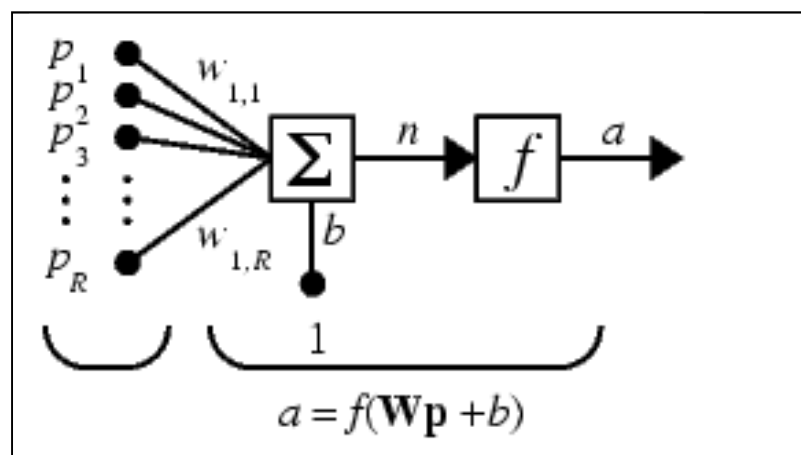 p1
w1,1
p2
p3
Σ
n
f
a
b
pR
w1,R
1
a = f(Wp + b)